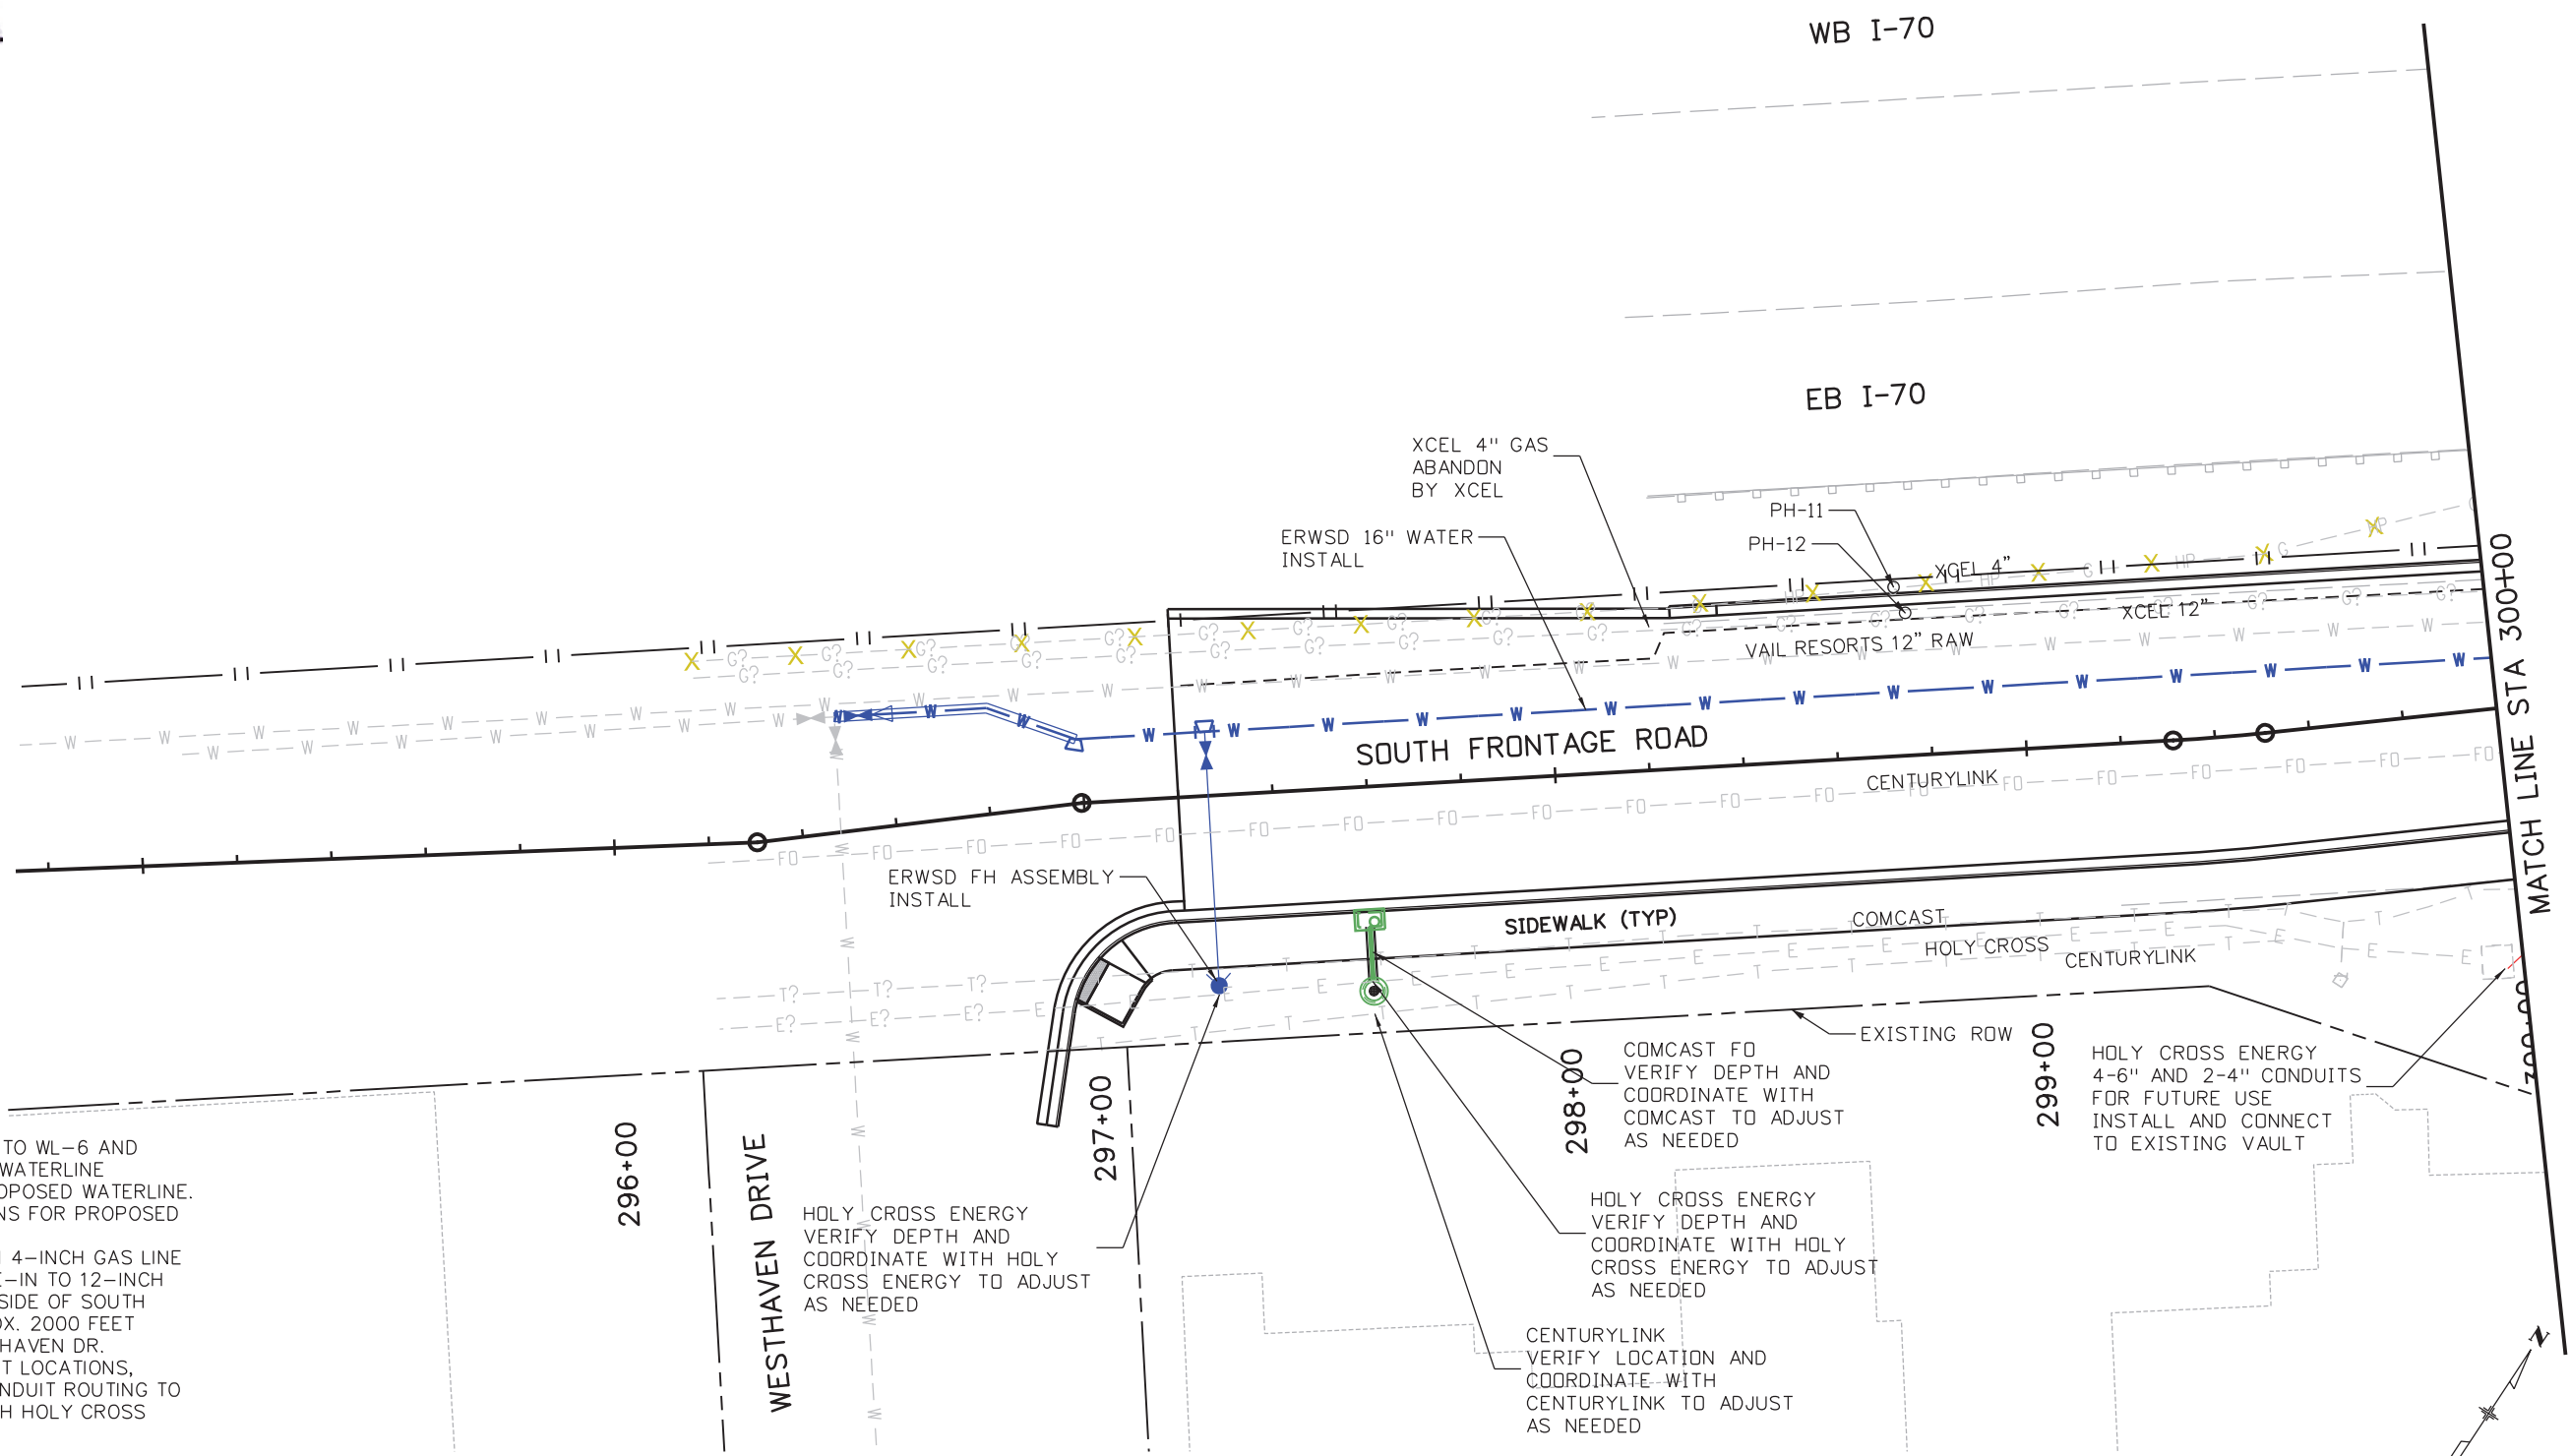 WB I-70
EB I-70
XCEL 4" GAS
ABANDON
BY XCEL
ERWSD 16" WATER
INSTALL
PH-11
PH-12
XCEL 4"
XCEL 12"
VAIL RESORTS 12" RAW
SOUTH FRONTAGE ROAD
CENTURYLINK
MATCH LINE STA 300+00
ERWSD FH ASSEMBLY
INSTALL
SIDEWALK (TYP)
COMCAST
HOLY CROSS
CENTURYLINK
EXISTING ROW
296+00
WESTHAVEN DRIVE
297+00
298+00
299+00
COMCAST FO
VERIFY DEPTH AND
COORDINATE WITH
COMCAST TO ADJUST
AS NEEDED
HOLY CROSS ENERGY
4-6" AND 2-4" CONDUITS
FOR FUTURE USE
INSTALL AND CONNECT
TO EXISTING VAULT
HOLY CROSS ENERGY
VERIFY DEPTH AND
COORDINATE WITH HOLY
CROSS ENERGY TO ADJUST
AS NEEDED
HOLY CROSS ENERGY
VERIFY DEPTH AND
COORDINATE WITH HOLY
CROSS ENERGY TO ADJUST
AS NEEDED
CENTURYLINK
VERIFY LOCATION AND
COORDINATE WITH
CENTURYLINK TO ADJUST
AS NEEDED
TO WL-6 AND
WATERLINE
OPOSED WATERLINE.
NS FOR PROPOSED
4-INCH GAS LINE
E-IN TO 12-INCH
SIDE OF SOUTH
OX. 2000 FEET
HAVEN DR.
T LOCATIONS,
NDUIT ROUTING TO
H HOLY CROSS
N